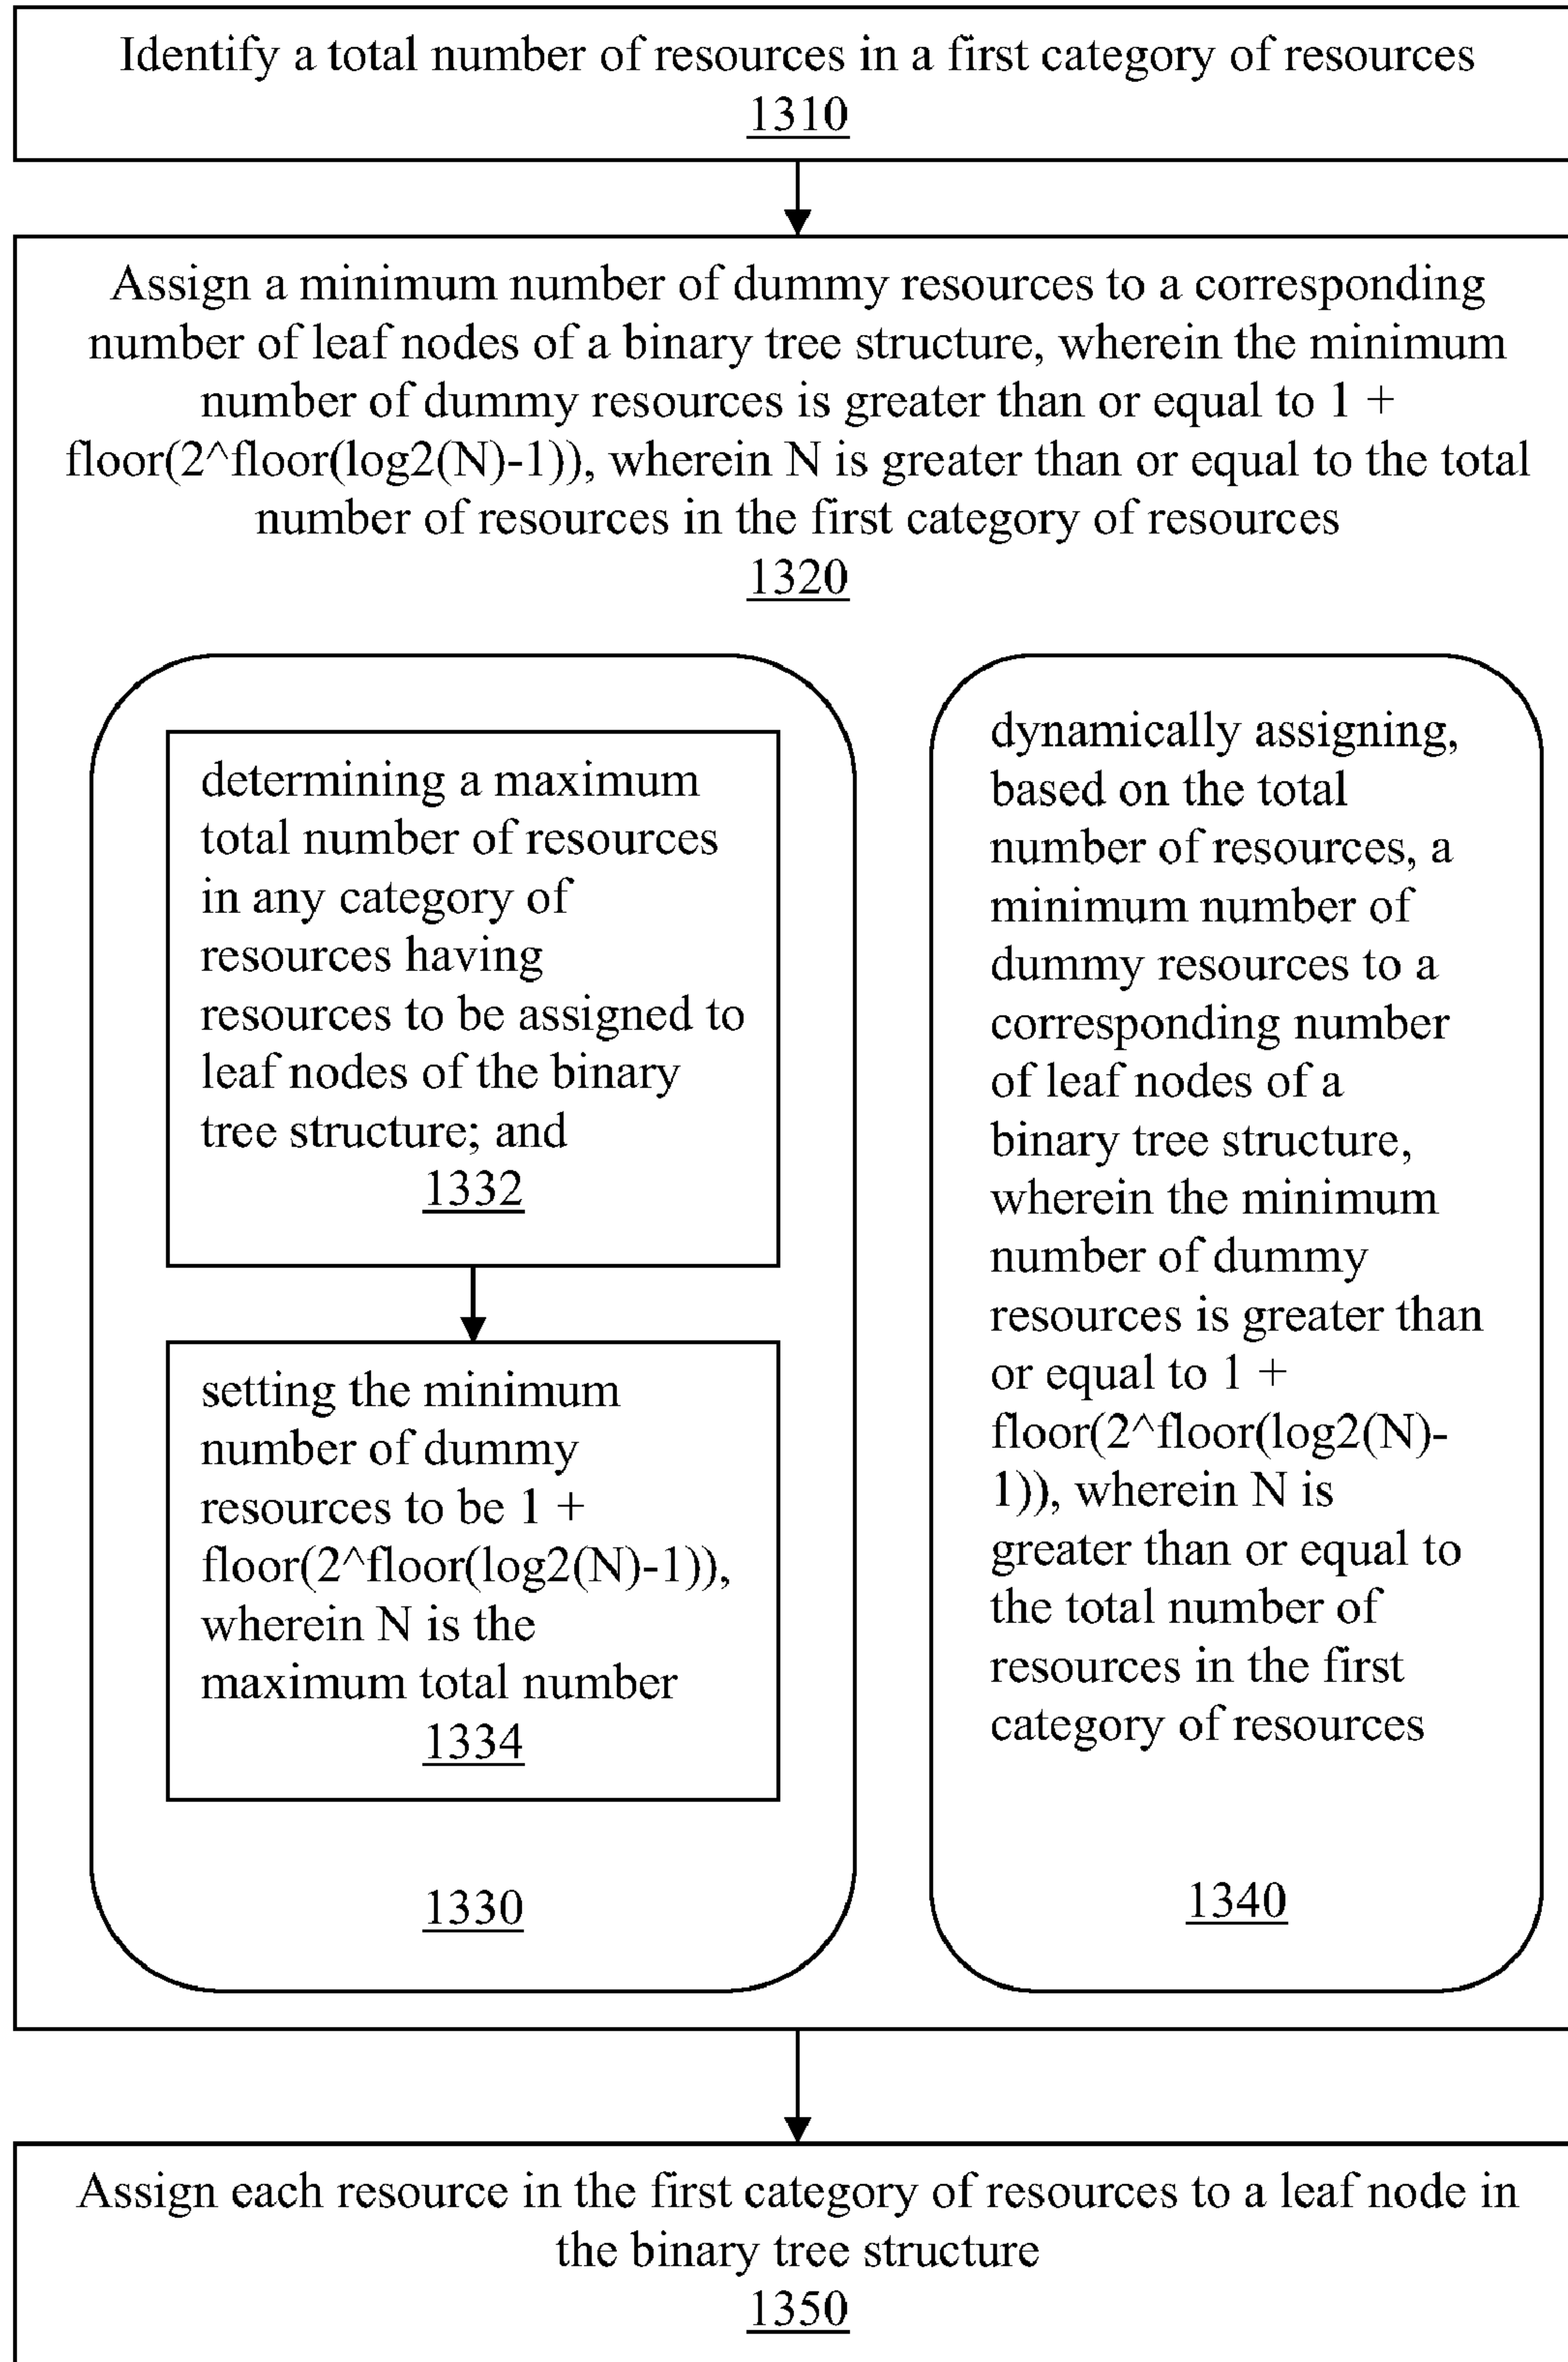 Identify a total number of resources in a first category of resources
1310
Assign a minimum number of dummy resources to a corresponding
number of leaf nodes of a binary tree structure, wherein the minimum
number of dummy resources is greater than or equal to 1 +
floor(2^floor(log2(N)-1)), wherein N is greater than or equal to the total
number of resources in the first category of resources
1320
determining a maximum
total number of resources
in any category of
resources having
resources to be assigned to
leaf nodes of the binary
tree structure; and
1332
setting the minimum
number of dummy
resources to be 1 +
floor(2^floor(log2(N)-1)),
wherein N is the
maximum total number
1334
1330
dynamically assigning,
based on the total
number of resources, a
minimum number of
dummy resources to a
corresponding number
of leaf nodes of a
binary tree structure,
wherein the minimum
number of dummy
resources is greater than
or equal to 1 +
floor(2^floor(log2(N)-
1)), wherein N is
greater than or equal to
the total number of
resources in the first
category of resources
1340
Assign each resource in the first category of resources to a leaf node in
the binary tree structure
1350